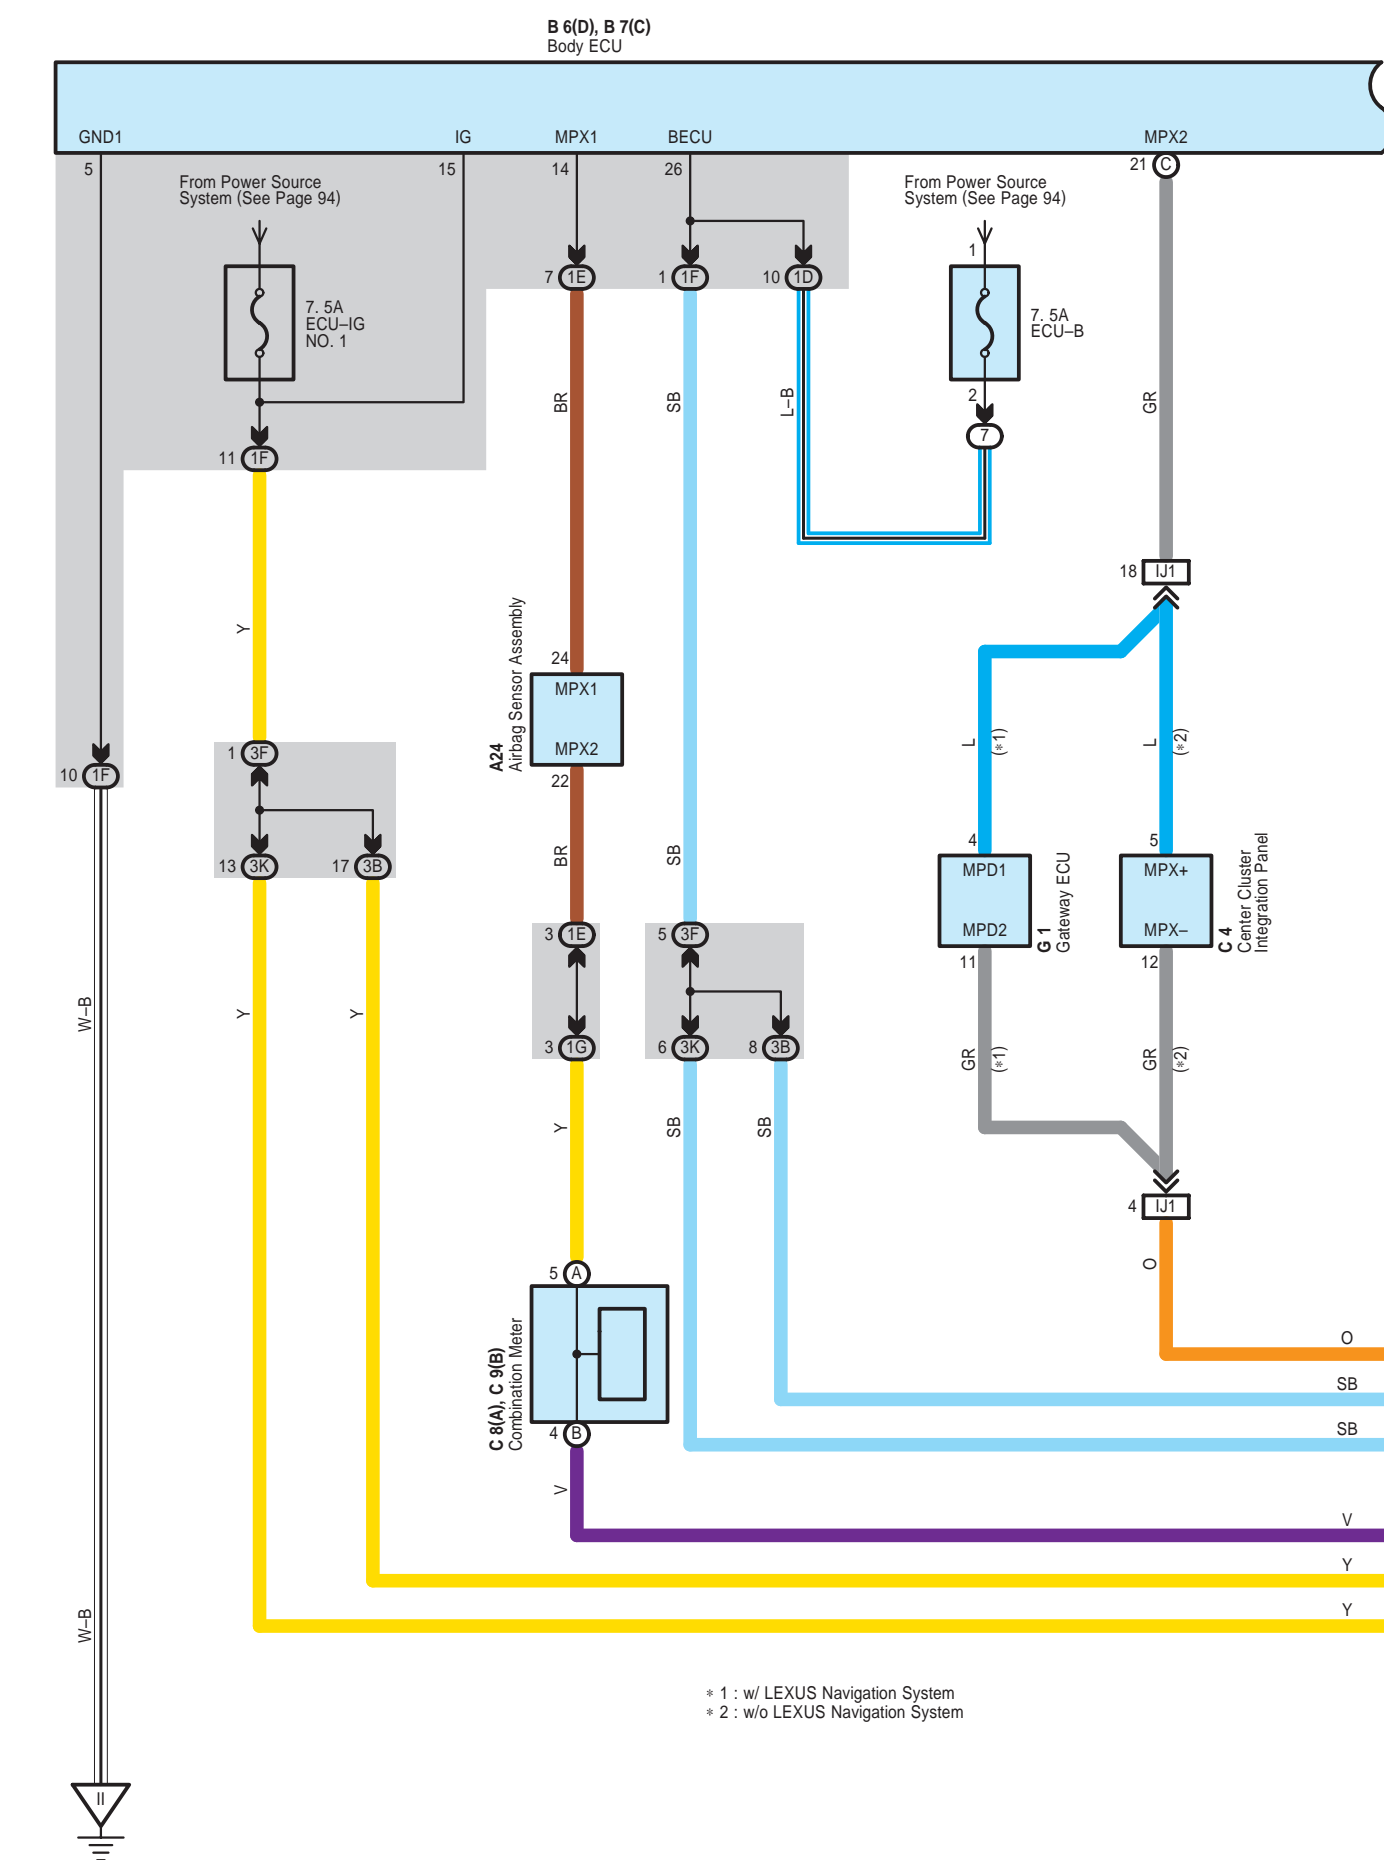 B 6(D), B 7(C)
Body ECU
GND1
IG
MPX1
BECU
MPX2
5
15
14
26
21 C
From Power Source
System (See Page 94)
From Power Source
System (See Page 94)
1
7 1E
1 1F
10 1D
7. 5A
ECU–IG
NO. 1
7. 5A
ECU–B
2
7
BR
SB
L–B
GR
11 1F
18 IJ1
Y
A24
Airbag Sensor Assembly
24
MPX1
MPX2
22
L
(∗1)
L
(∗2)
1 3F
10 1F
13 3K
17 3B
BR
SB
4
MPD1
MPD2
11
G 1
Gateway ECU
5
MPX+
MPX–
12
C 4
Center Cluster
Integration Panel
3 1E
5 3F
W–B
Y
Y
3 1G
6 3K
8 3B
GR
(∗1)
GR
(∗2)
Y
SB
SB
4 IJ1
O
5 A
C 8(A), C 9(B)
Combination Meter
4 B
O
SB
SB
V
V
Y
Y
W–B
∗ 1 : w/ LEXUS Navigation System
∗ 2 : w/o LEXUS Navigation System
II